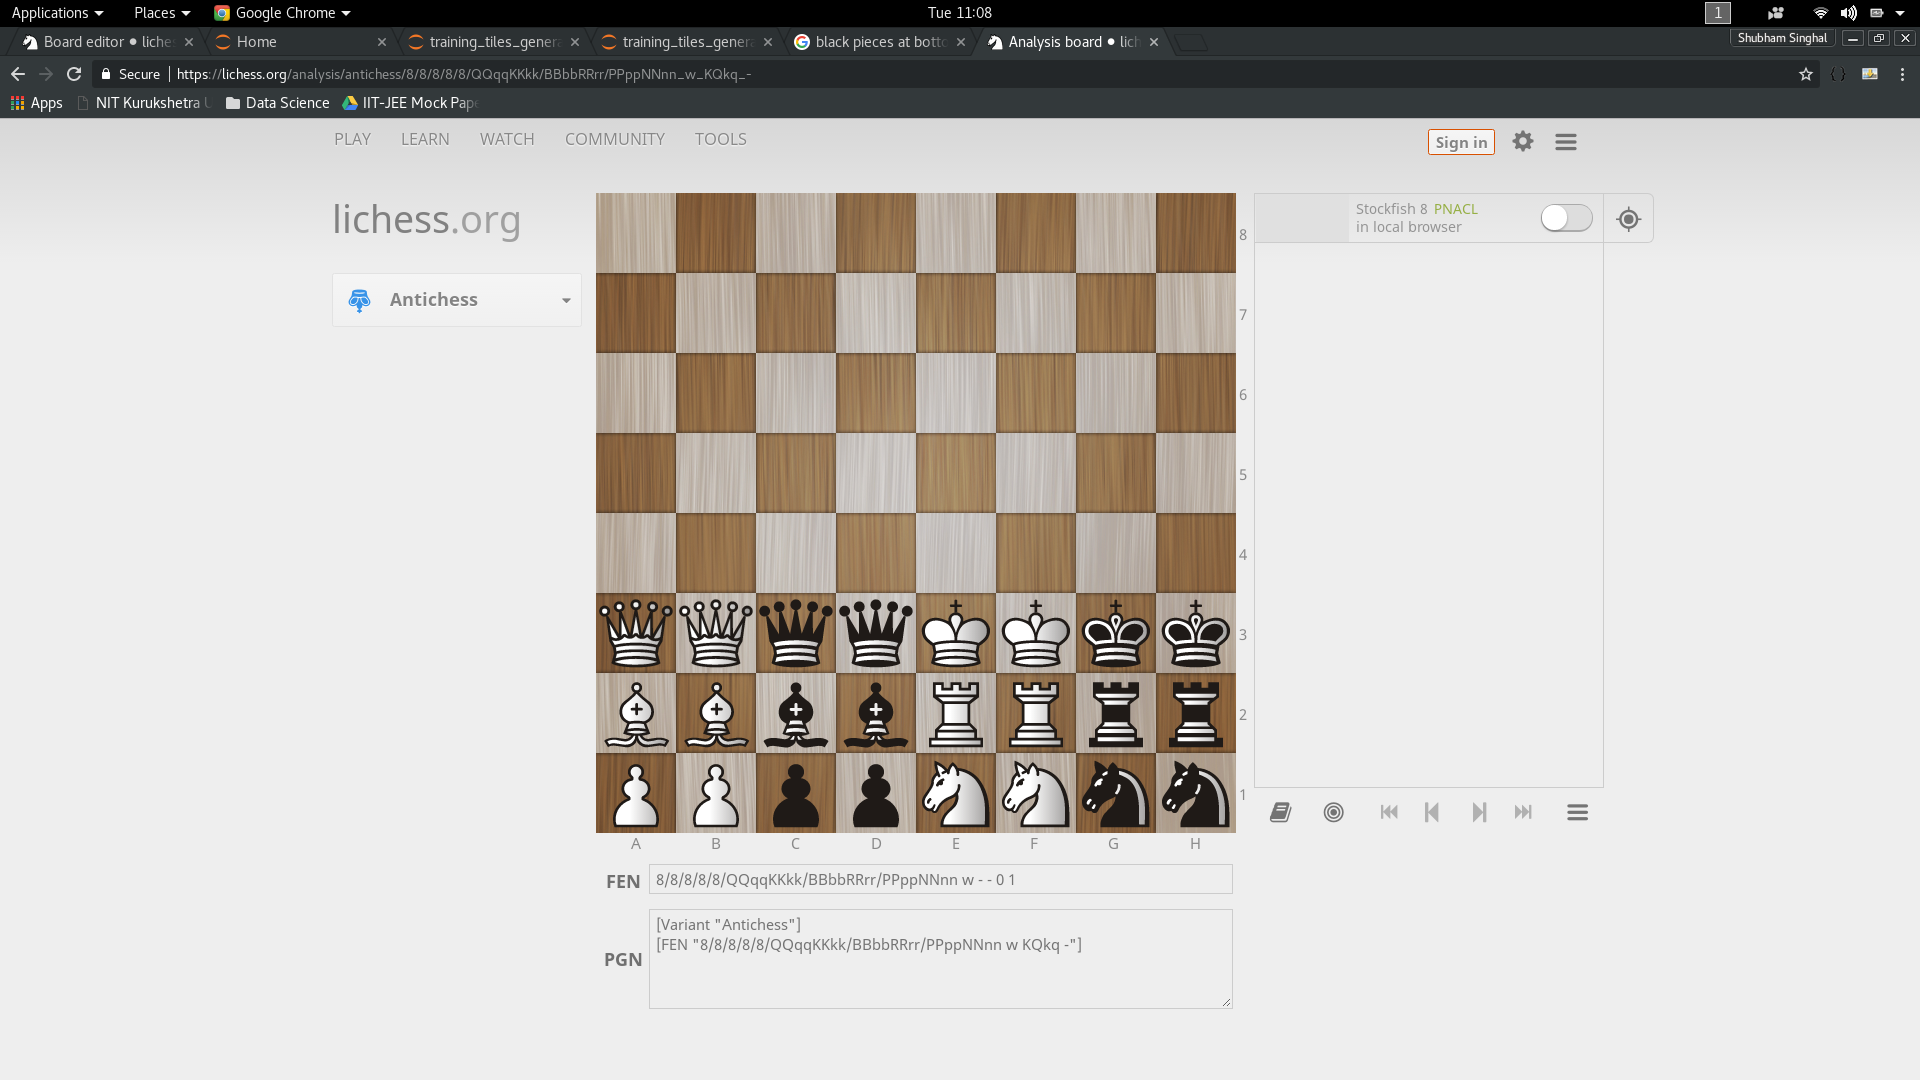 Applications Places Google Chrome Tue 11:08 1
Board editor • liche Home training_tiles_genera training_tiles_genera black pieces at botto Analysis board • lich Shubham Singhal
Secure https://lichess.org/analysis/antichess/8/8/8/8/8/QQqqKKkk/BBbbRRrr/PPppNNnn_w_KQkq_-
Apps NIT Kurukshetra Data Science IIT-JEE Mock Pape
PLAY LEARN WATCH COMMUNITY TOOLS Sign in
lichess.org
Stockfish 8 PNACL
in local browser
Antichess
8
7
6
5
4
3
2
1
A B C D E F G H
FEN 8/8/8/8/8/QQqqKKkk/BBbbRRrr/PPppNNnn w - - 0 1
[Variant "Antichess"]
[FEN "8/8/8/8/8/QQqqKKkk/BBbbRRrr/PPppNNnn w KQkq -"]
PGN